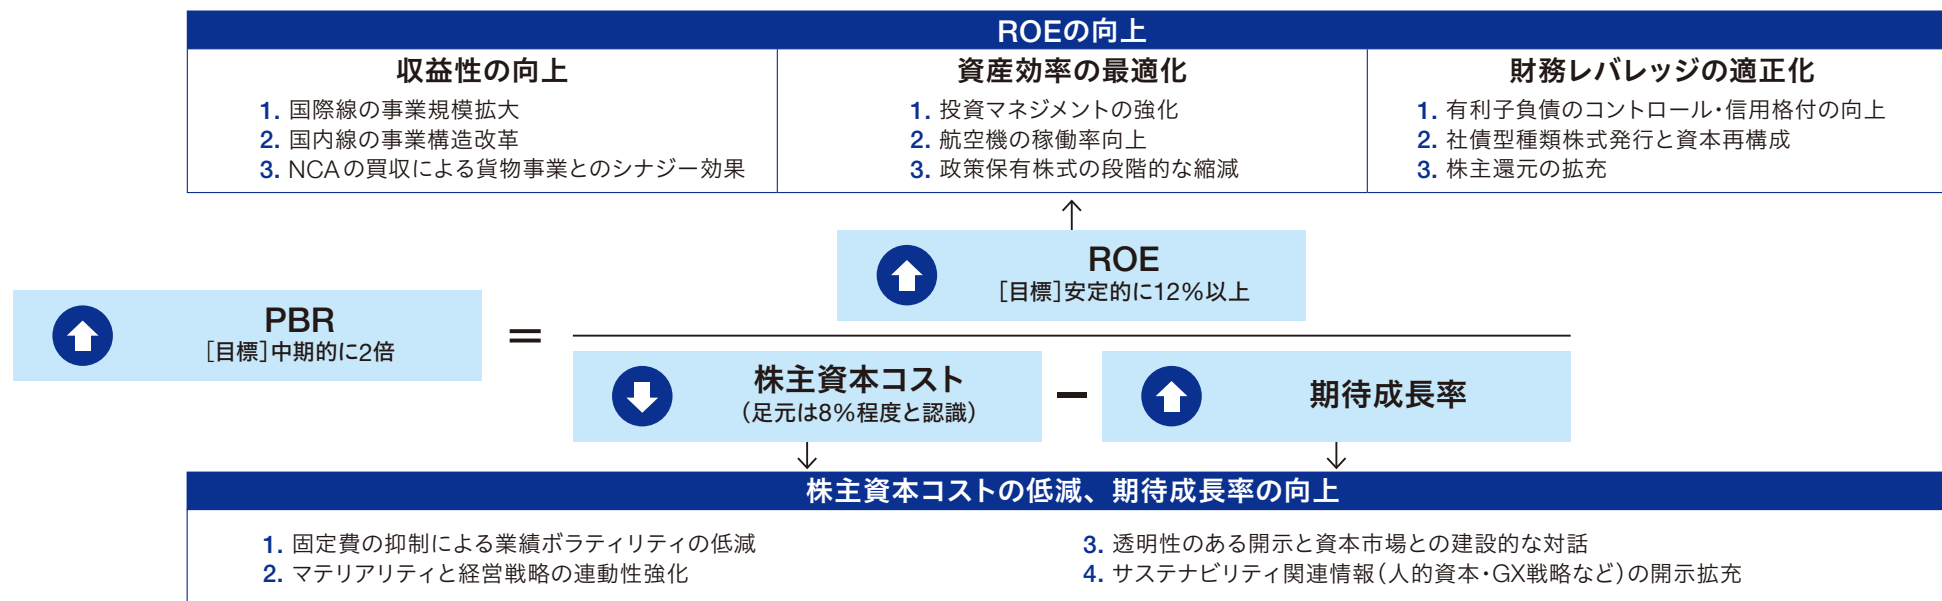 ROEの向上
収益性の向上
1. 国際線の事業規模拡大
2. 国内線の事業構造改革
3. NCAの買収による貨物事業とのシナジー効果
資産効率の最適化
1. 投資マネジメントの強化
2. 航空機の稼働率向上
3. 政策保有株式の段階的な縮減
財務レバレッジの適正化
1. 有利子負債のコントロール・信用格付の向上
2. 社債型種類株式発行と資本再構成
3. 株主還元の拡充
PBR
[目標]中期的に2倍
=
ROE
[目標]安定的に12%以上
株主資本コスト
(足元は8%程度と認識)
−
期待成長率
株主資本コストの低減、期待成長率の向上
1. 固定費の抑制による業績ボラティリティの低減
2. マテリアリティと経営戦略の連動性強化
3. 透明性のある開示と資本市場との建設的な対話
4. サステナビリティ関連情報(人的資本・GX戦略など)の開示拡充